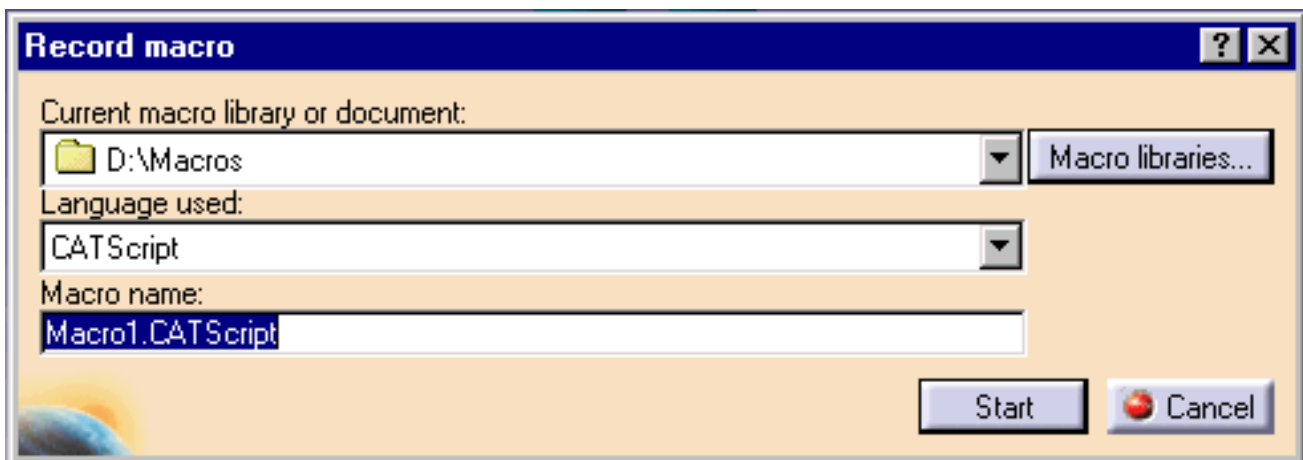 Record macro
?
Current macro library or document:
D:\Macros
Macro libraries...
Language used:
CATScript
Macro name:
Macro1.CATScript
Start
Cancel